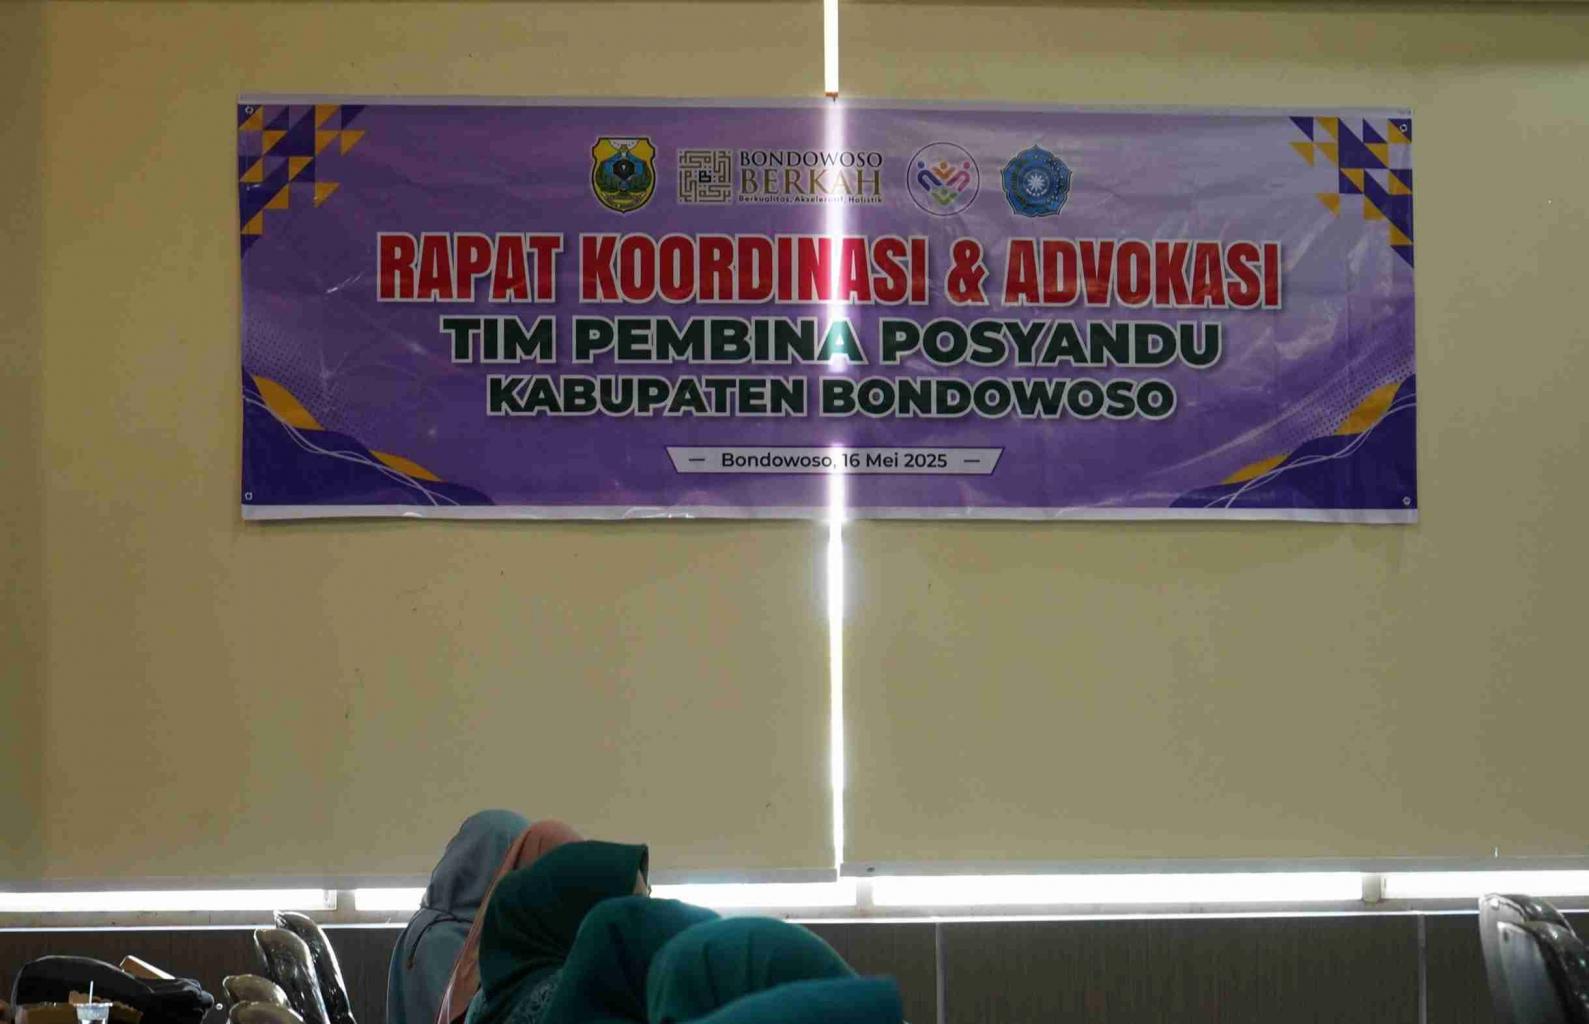 BONDOWOSO
BERKAH
Berkualitas, Akseleratif, Holistik
RAPAT KOORDINASI & ADVOKASI
TIM PEMBINA POSYANDU
KABUPATEN BONDOWOSO
— Bondowoso, 16 Mei 2025 —